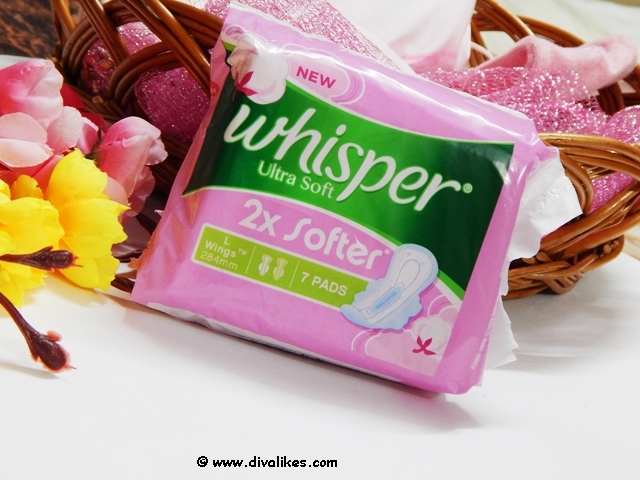 NEW
whisper®
Ultra Soft
2x Softer*
L
Wings™
284mm
7 PADS
© www.divalikes.com